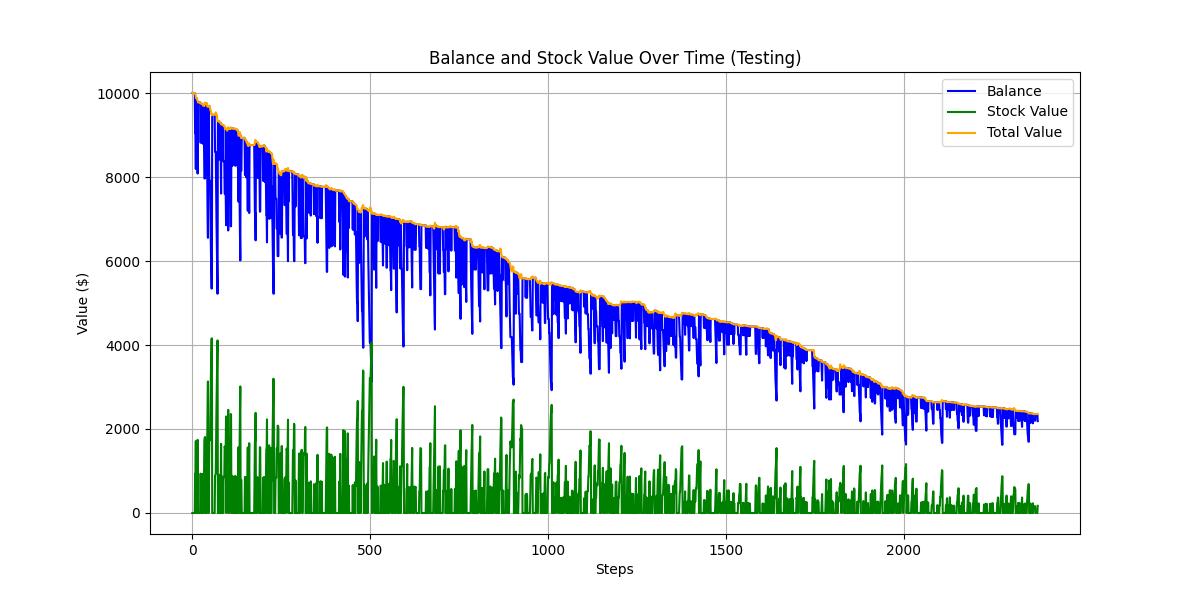 Balance and Stock Value Over Time (Testing)
Balance
Stock Value
Total Value
Value ($)
10000
8000
6000
4000
2000
0
0 500 1000 1500 2000
Steps